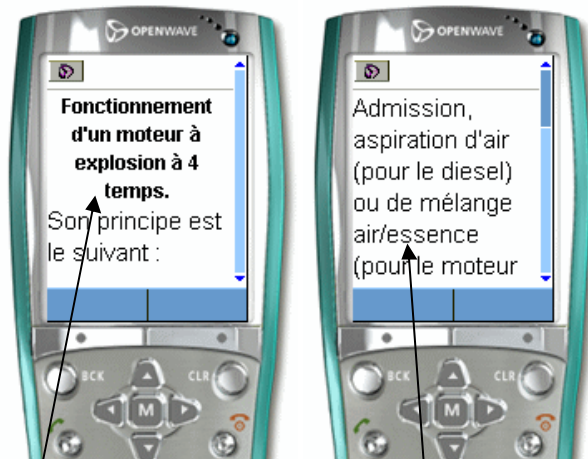 OPENWAVE
Fonctionnement
d'un moteur à
explosion à 4
temps.
Son principe est
le suivant :
BCK
CLR
M
OPENWAVE
Admission,
aspiration d'air
(pour le diesel)
ou de mélange
air/essence
(pour le moteur
BCK
CLR
M